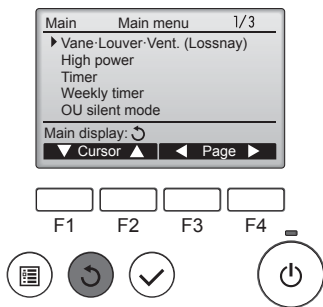 Main Main menu 1/3
Vane·Louver·Vent. (Lossnay)
High power
Timer
Weekly timer
OU silent mode
Main display:
Cursor Page
F1 F2 F3 F4